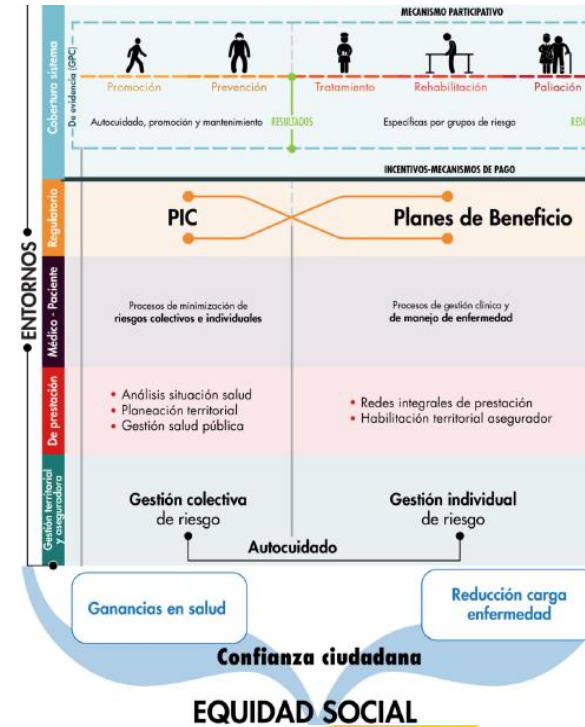 MECANISMO PARTICIPATIVO
Cobertura sistema
De evidencia (GPC)
Promoción
Prevención
Tratamiento
Rehabilitación
Paliación
Autocuidado, promoción y mantenimiento
RESULTADOS
Específicas por grupos de riesgo
INCENTIVOS-MECANISMOS DE PAGO
ENTORNOS
Regulatorio
PIC
Planes de Beneficio
Médico - Paciente
Procesos de minimización de
riesgos colectivos e individuales
Procesos de gestión clínica y
de manejo de enfermedad
De prestación
• Análisis situación salud
• Planeación territorial
• Gestión salud pública
• Redes integrales de prestación
• Habilitación territorial asegurador
Gestión territorial
y aseguradora
Gestión colectiva
de riesgo
Gestión individual
de riesgo
Autocuidado
Ganancias en salud
Reducción carga
enfermedad
Confianza ciudadana
EQUIDAD SOCIAL